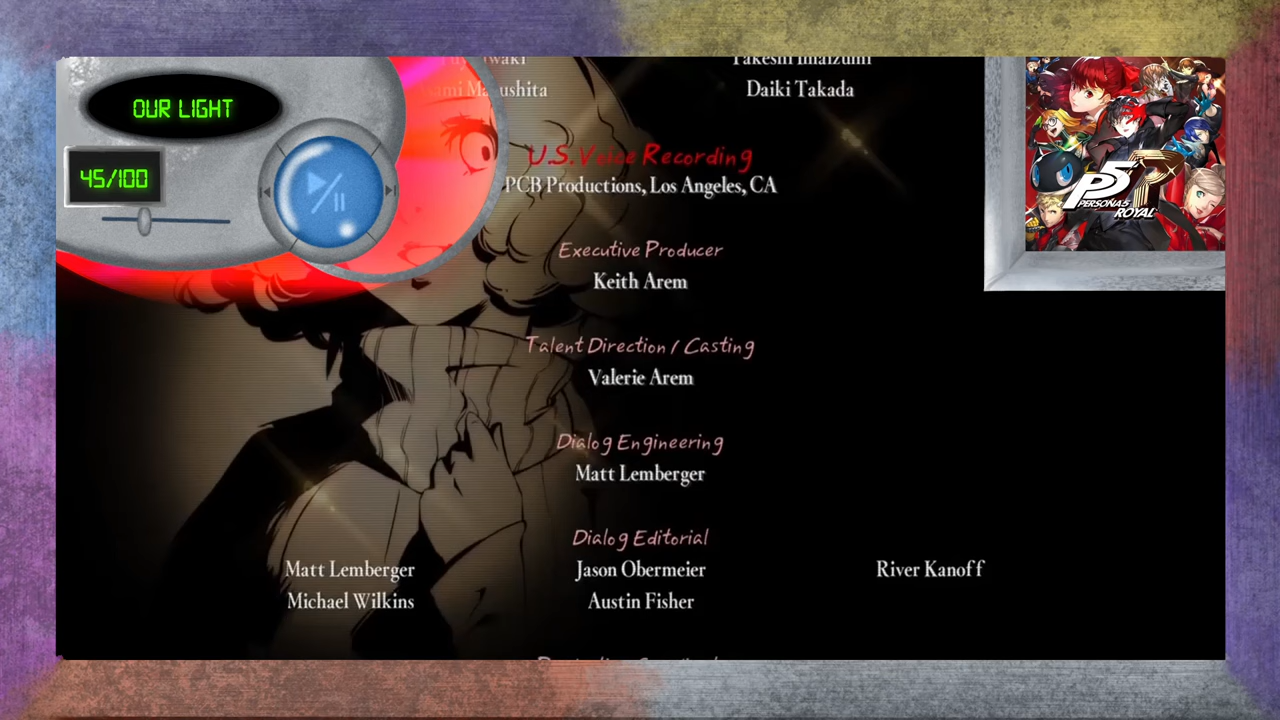 OUR LIGHT
45/100
Daiki Takada
U.S. Voice Recording
PCB Productions, Los Angeles, CA
Executive Producer
Keith Arem
Talent Direction / Casting
Valerie Arem
Dialog Engineering
Matt Lemberger
Dialog Editorial
Matt Lemberger Jason Obermeier River Kanoff
Michael Wilkins Austin Fisher
P5R
PERSONA5
ROYAL